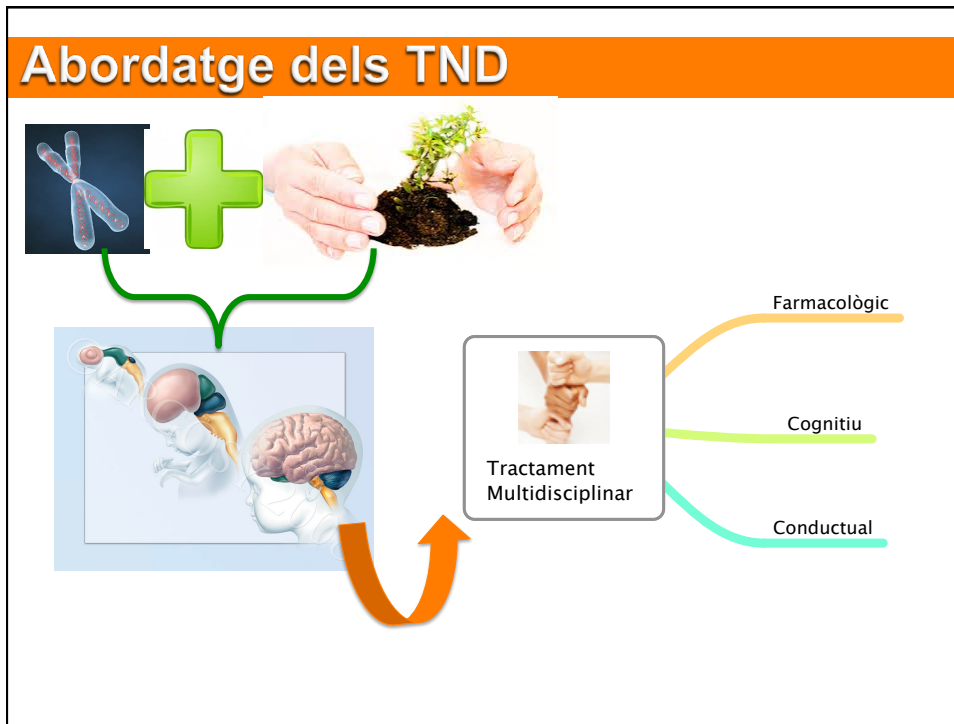 Abordatge dels TND
Farmacològic
Cognitiu
Tractament
Multidisciplinar
Conductual